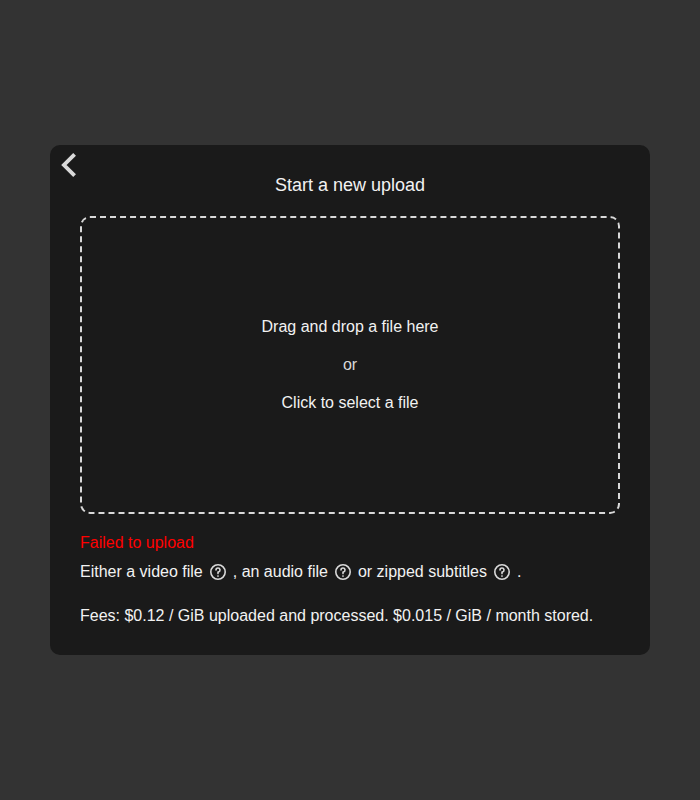 Start a new upload
Drag and drop a file here
or
Click to select a file
Failed to upload
Either a video file ? , an audio file ? or zipped subtitles ? .
Fees: $0.12 / GiB uploaded and processed. $0.015 / GiB / month stored.